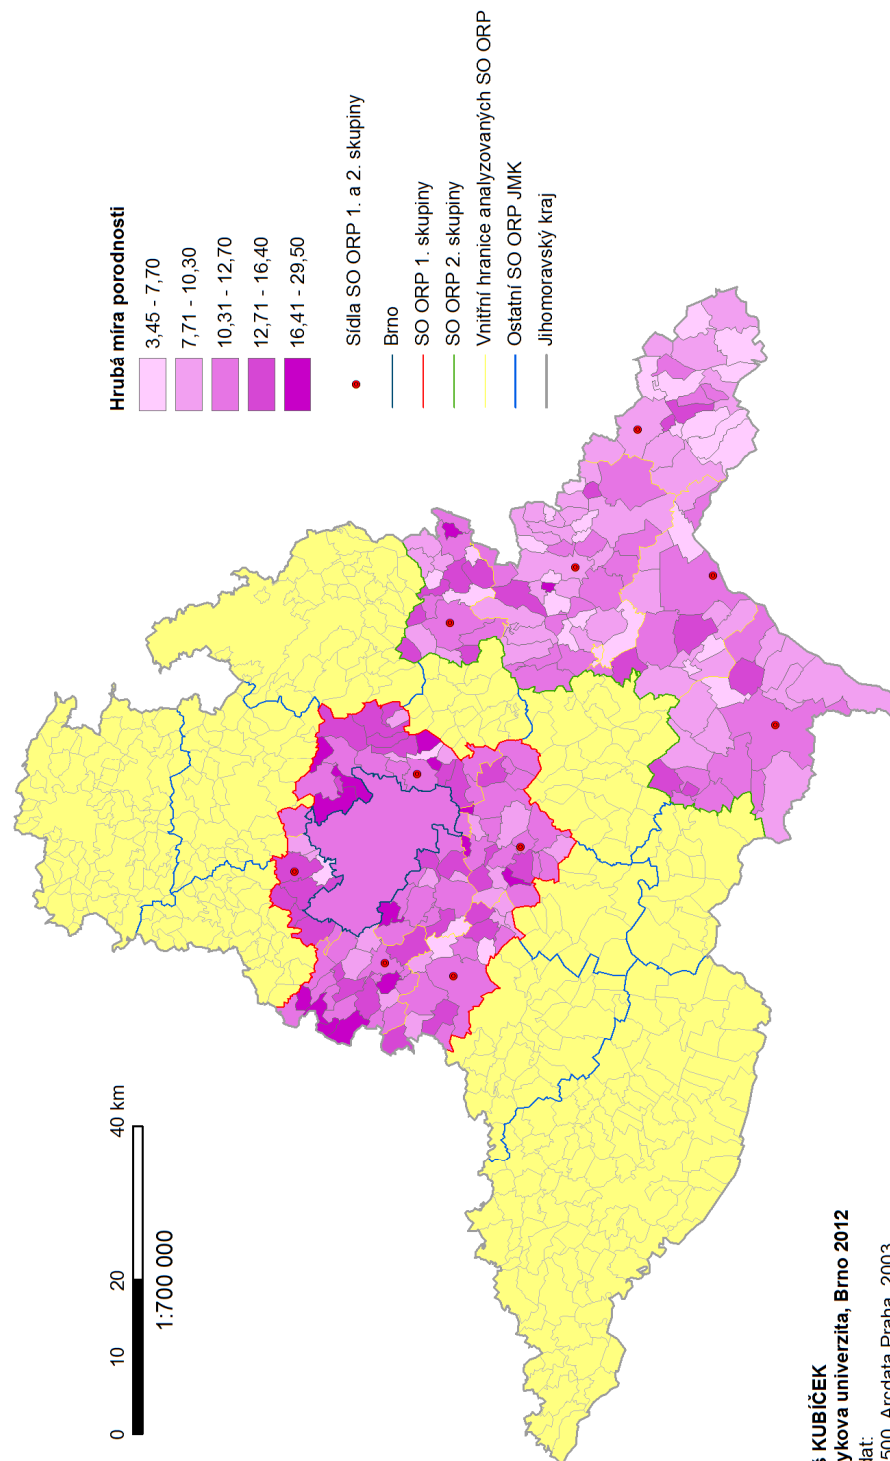 Hrubá míra porodnosti
3,45 - 7,70
7,71 - 10,30
10,31 - 12,70
12,71 - 16,40
16,41 - 29,50
Sídla SO ORP 1. a 2. skupiny
Brno
SO ORP 1. skupiny
SO ORP 2. skupiny
Vnitřní hranice analyzovaných SO ORP
Ostatní SO ORP JMK
Jihomoravský kraj
0 10 20 40 km
1:700 000
KUBÍČEK
univerzita, Brno 2012
500, Arcdata Praha, 2003